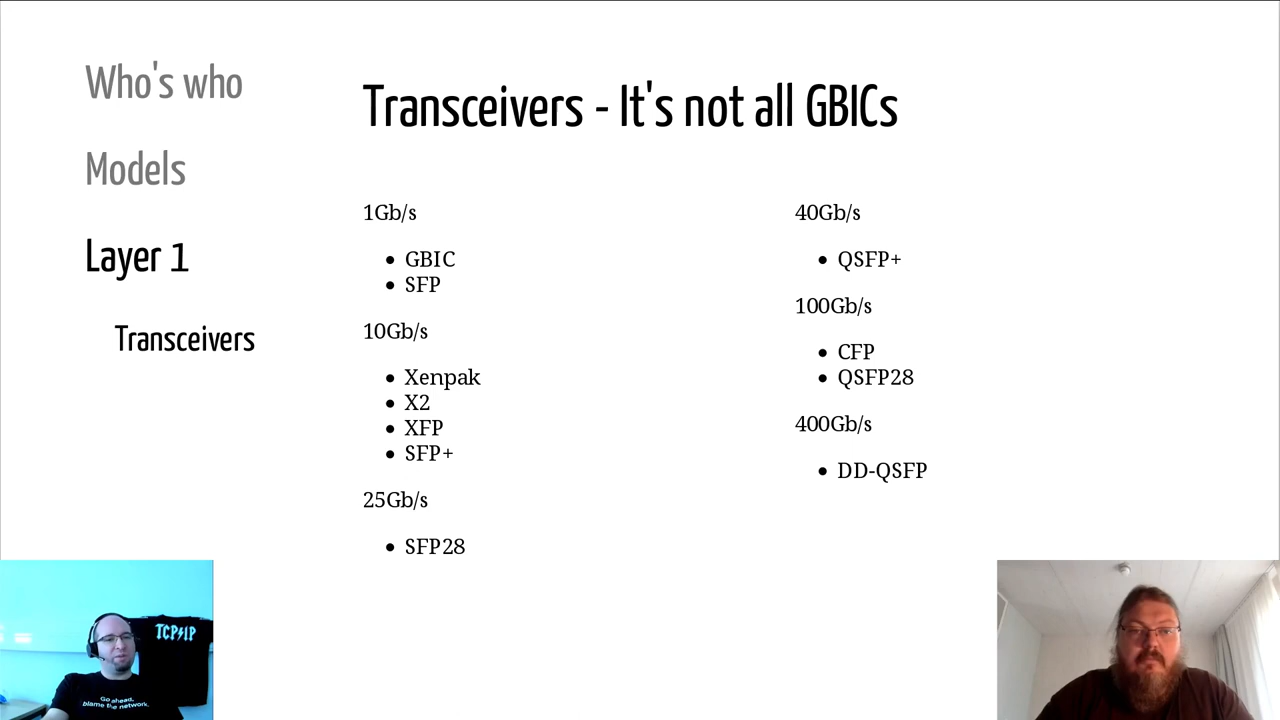 Who's who
Models
Layer 1
Transceivers
Transceivers - It's not all GBICs
1Gb/s
GBIC
SFP
10Gb/s
Xenpak
X2
XFP
SFP+
25Gb/s
SFP28
40Gb/s
QSFP+
100Gb/s
CFP
QSFP28
400Gb/s
DD-QSFP
TCP/IP
Go ahead,
blame the network.